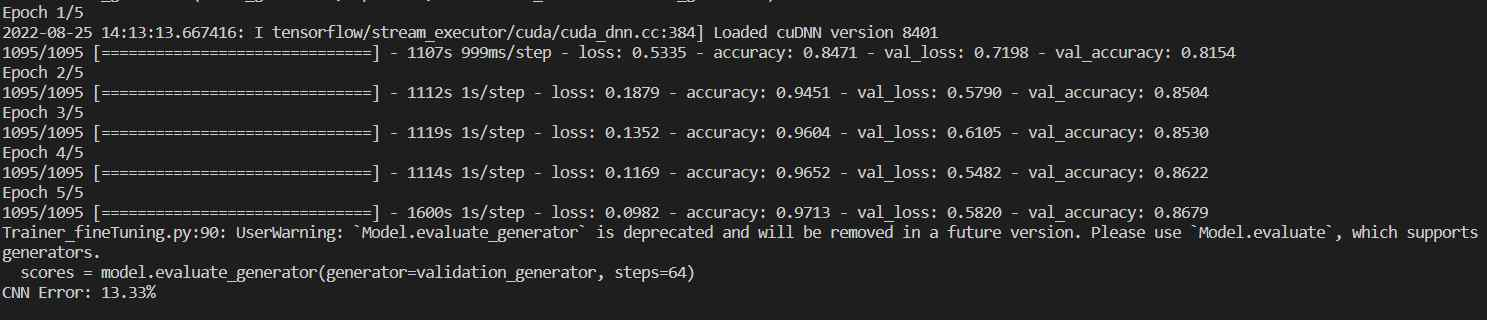 Epoch 1/5
2022-08-25 14:13:13.667416: I tensorflow/stream_executor/cuda/cuda_dnn.cc:384] Loaded cuDNN version 8401
1095/1095 [==============================] - 1107s 999ms/step - loss: 0.5335 - accuracy: 0.8471 - val_loss: 0.7198 - val_accuracy: 0.8154
Epoch 2/5
1095/1095 [==============================] - 1112s 1s/step - loss: 0.1879 - accuracy: 0.9451 - val_loss: 0.5790 - val_accuracy: 0.8504
Epoch 3/5
1095/1095 [==============================] - 1119s 1s/step - loss: 0.1352 - accuracy: 0.9604 - val_loss: 0.6105 - val_accuracy: 0.8530
Epoch 4/5
1095/1095 [==============================] - 1114s 1s/step - loss: 0.1169 - accuracy: 0.9652 - val_loss: 0.5482 - val_accuracy: 0.8622
Epoch 5/5
1095/1095 [==============================] - 1600s 1s/step - loss: 0.0982 - accuracy: 0.9713 - val_loss: 0.5820 - val_accuracy: 0.8679
Trainer_fineTuning.py:90: UserWarning: `Model.evaluate_generator` is deprecated and will be removed in a future version. Please use `Model.evaluate`, which supports
generators.
  scores = model.evaluate_generator(generator=validation_generator, steps=64)
CNN Error: 13.33%